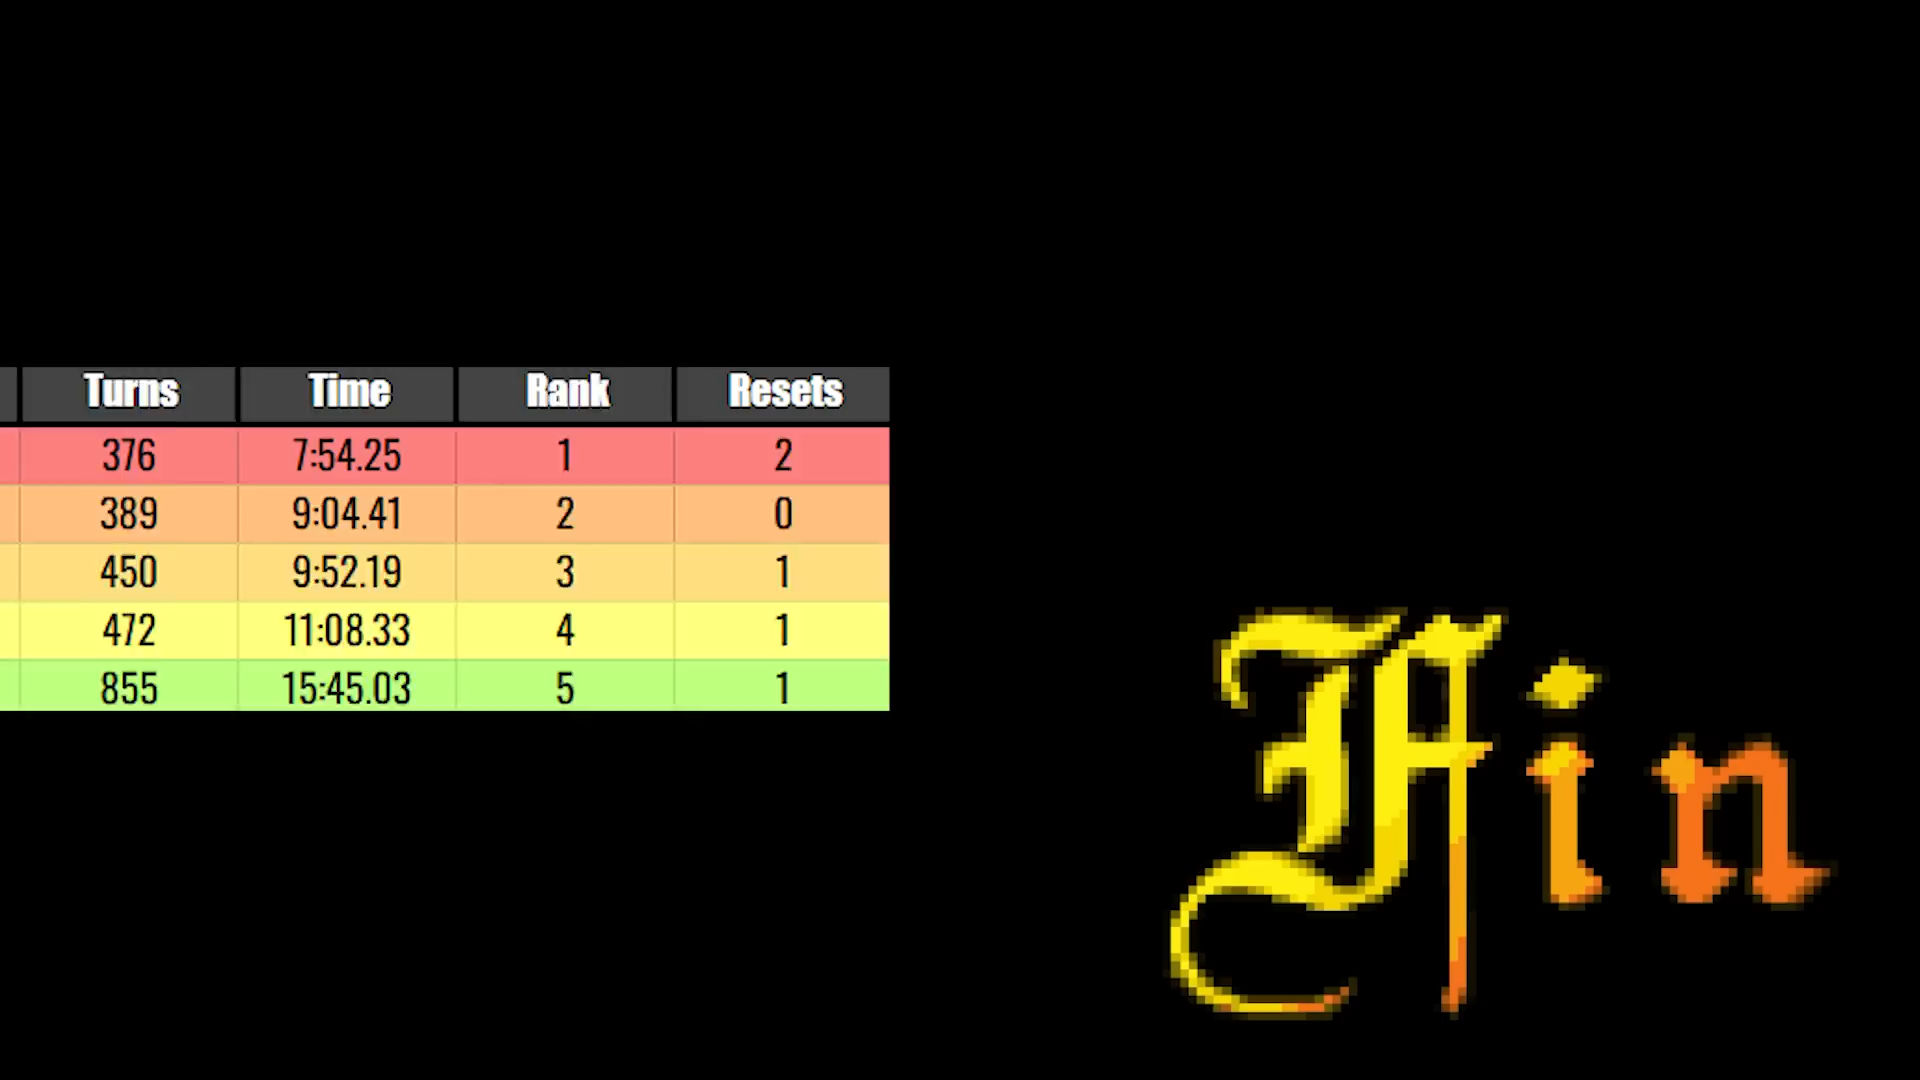 Turns Time Rank Resets
376 7:54.25 1 2
389 9:04.41 2 0
450 9:52.19 3 1
472 11:08.33 4 1
855 15:45.03 5 1
Fin